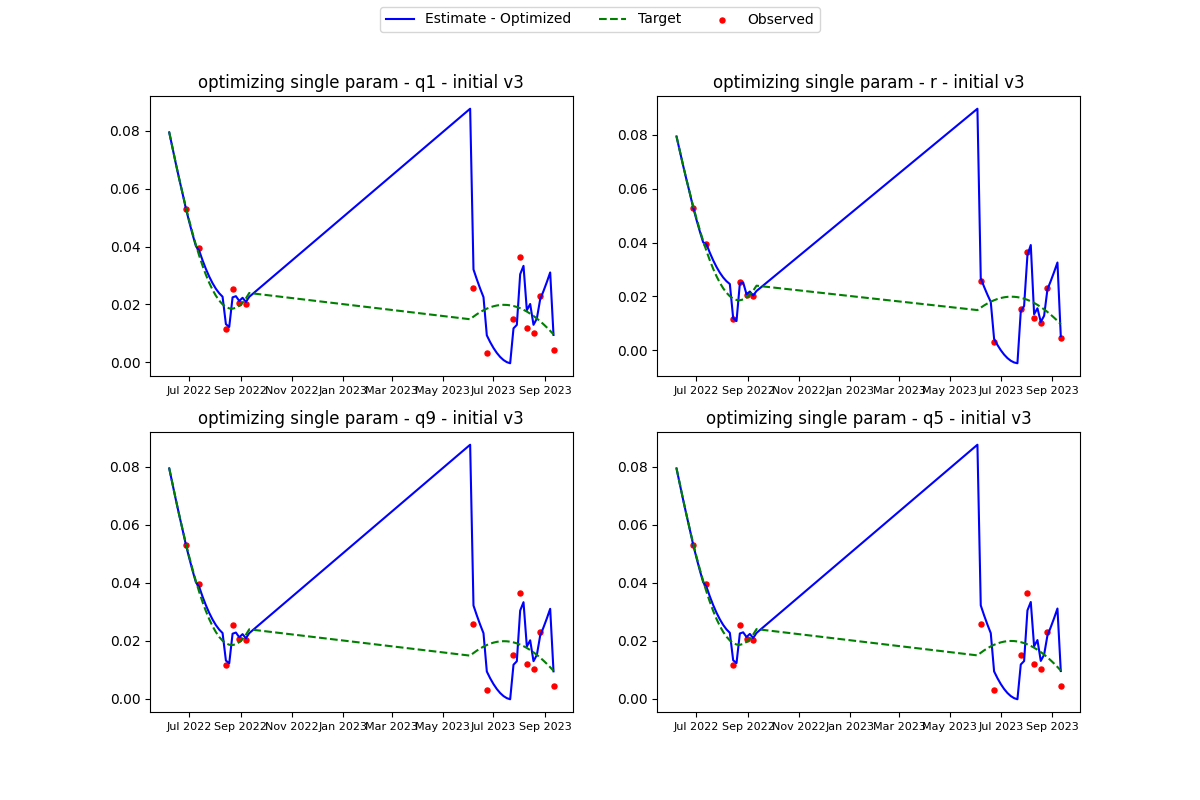 Estimate - Optimized Target Observed
optimizing single param - q1 - initial v3
0.08
0.06
0.04
0.02
0.00
Jul 2022 Sep 2022 Nov 2022 Jan 2023 Mar 2023 May 2023 Jul 2023 Sep 2023
optimizing single param - r - initial v3
0.08
0.06
0.04
0.02
0.00
Jul 2022 Sep 2022 Nov 2022 Jan 2023 Mar 2023 May 2023 Jul 2023 Sep 2023
optimizing single param - q9 - initial v3
0.08
0.06
0.04
0.02
0.00
Jul 2022 Sep 2022 Nov 2022 Jan 2023 Mar 2023 May 2023 Jul 2023 Sep 2023
optimizing single param - q5 - initial v3
0.08
0.06
0.04
0.02
0.00
Jul 2022 Sep 2022 Nov 2022 Jan 2023 Mar 2023 May 2023 Jul 2023 Sep 2023